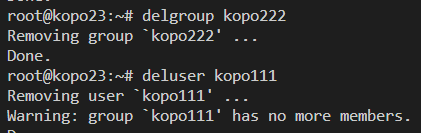 root@kopo23:~# delgroup kopo222
Removing group `kopo222' ...
Done.
root@kopo23:~# deluser kopo111
Removing user `kopo111' ...
Warning: group `kopo111' has no more members.